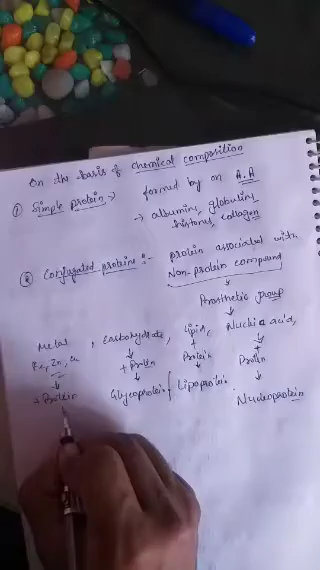 On the basis of chemical composition
① Simple protein → formed by on A.A
→ albumins, globulins,
histones, collagen
② Conjugated proteins :- protein associated with
Non-protein compound
↓
Prosthetic group
Metal, Carbohydrate, lipid, Nucleic acid,
Fe, Zn, Cu ↓ + +
↓ + Protein Protein Protein
+ Protein ↓ ↓ ↓
Glycoprotein Lipoprotein Nucleoprotein